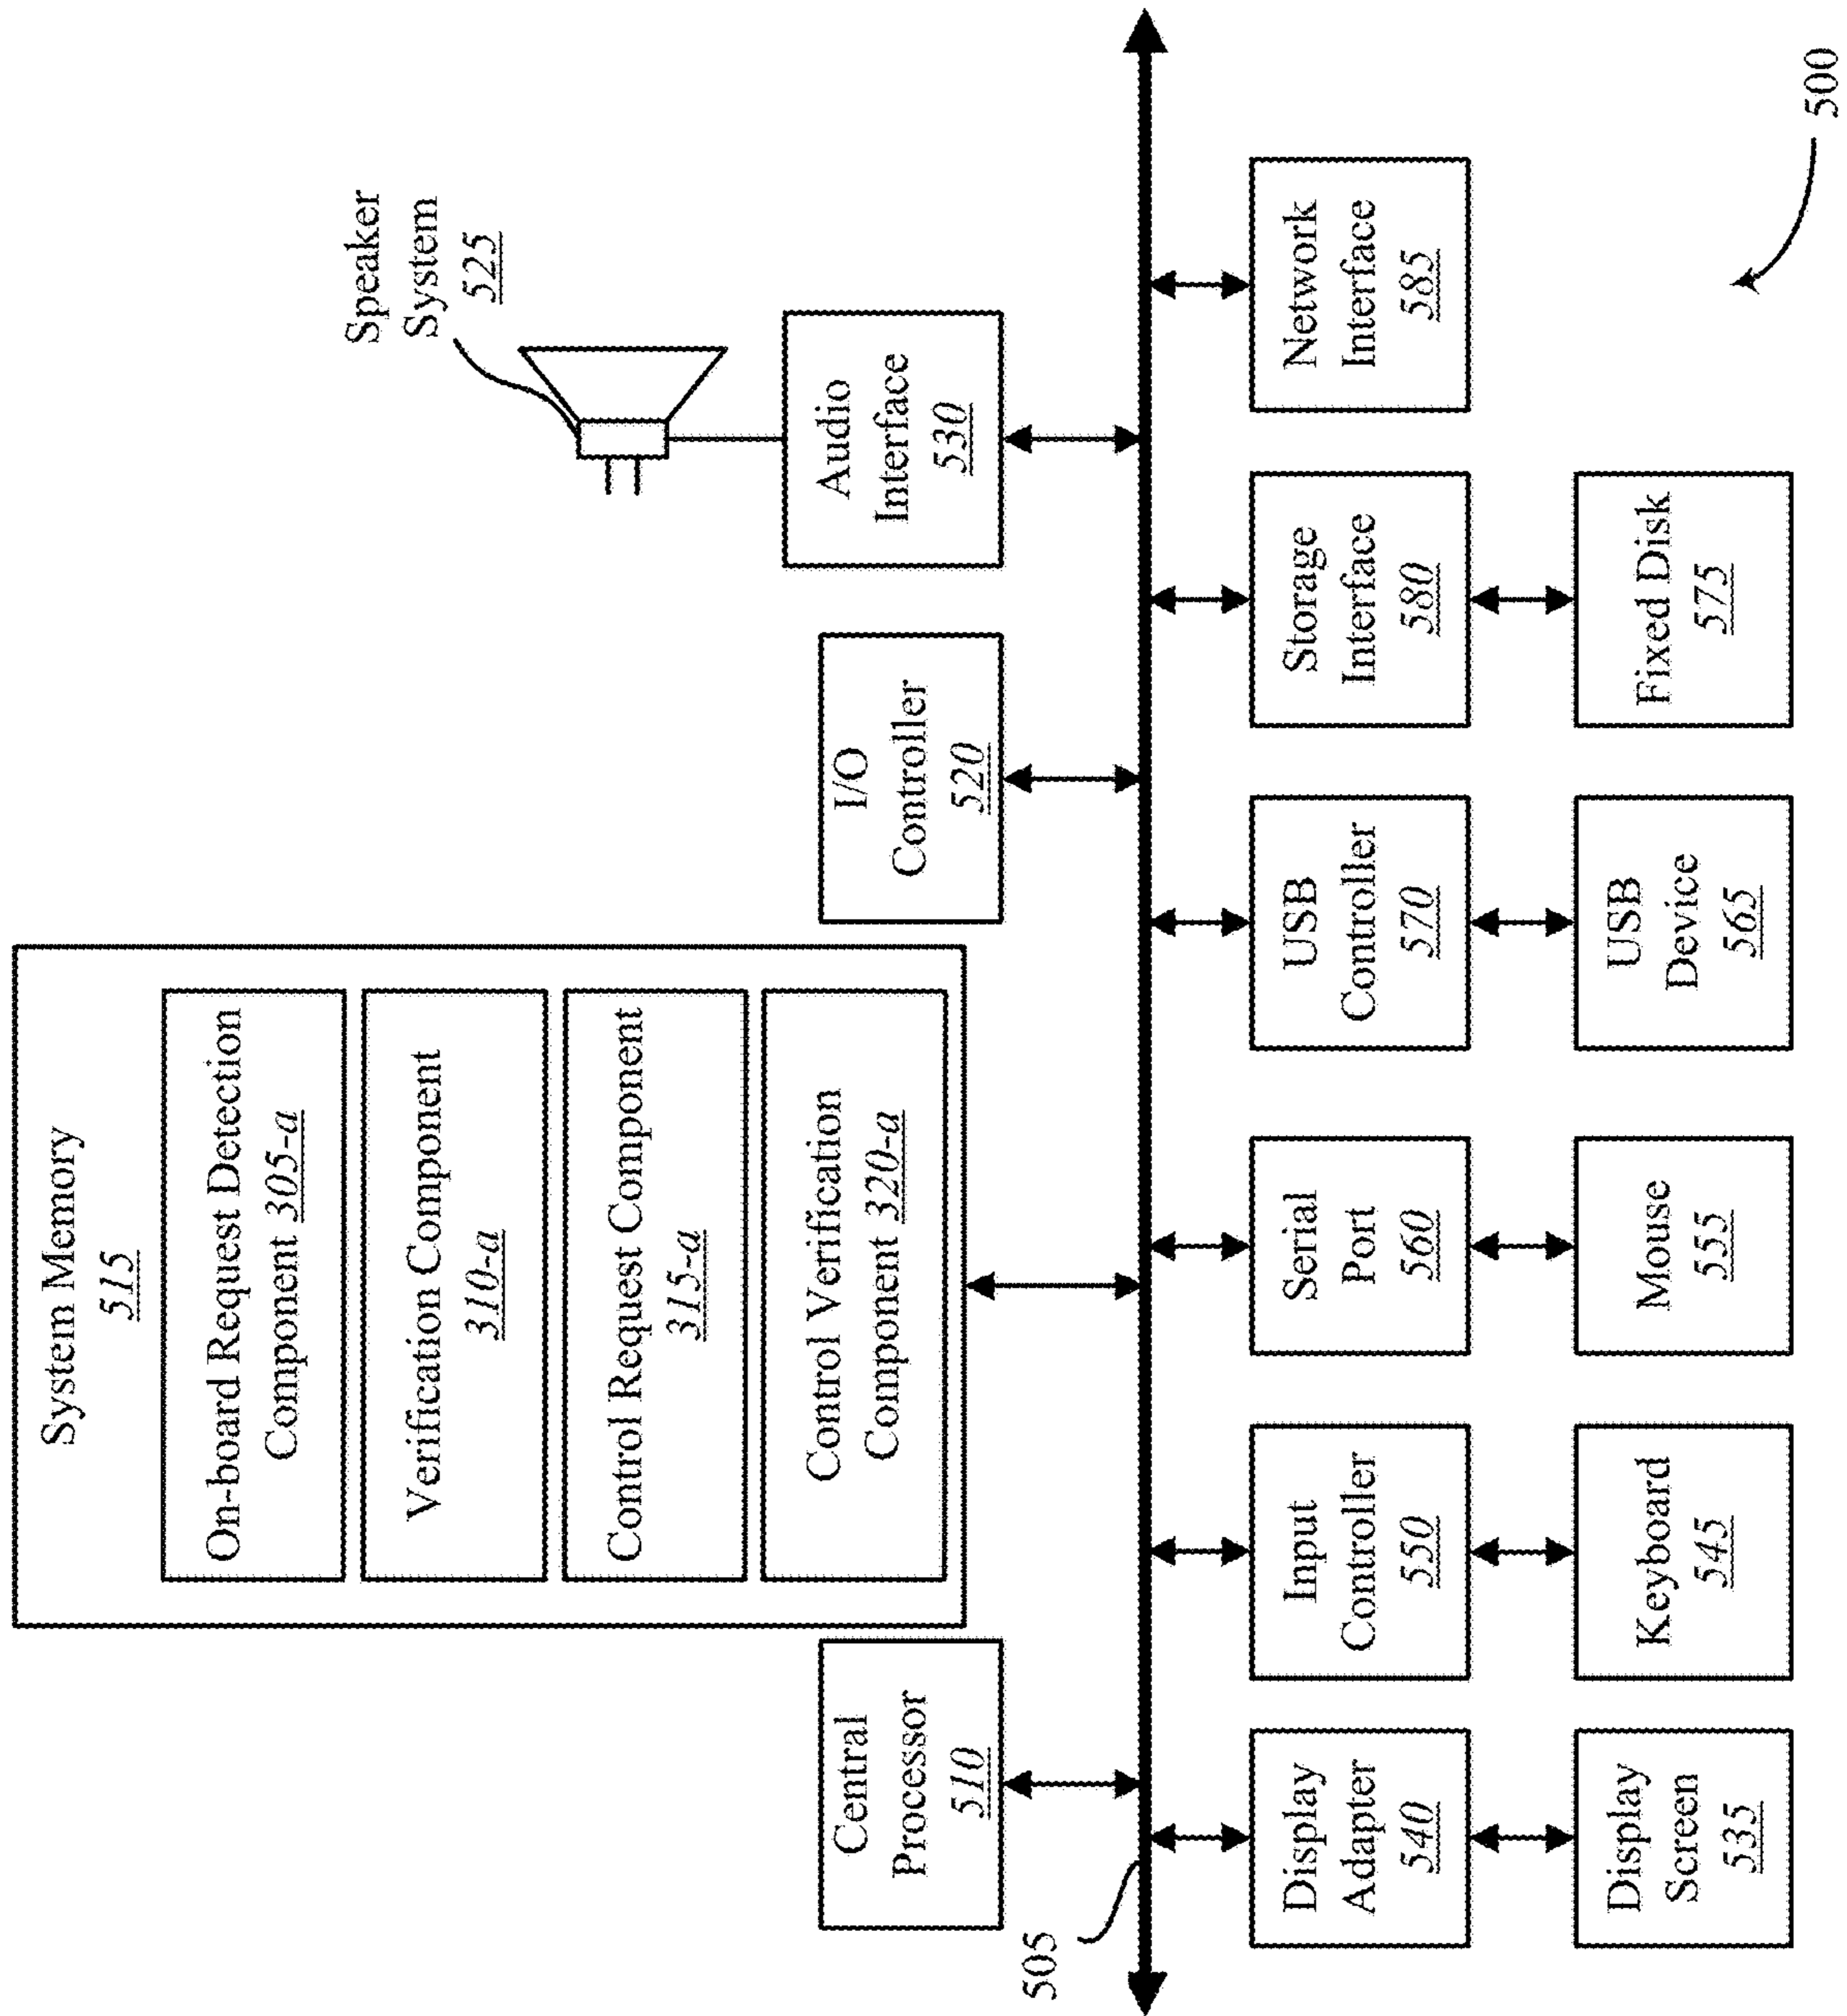 System Memory
515
On-board Request Detection
Component 305-a
Verification Component
310-a
Control Request Component
315-a
Control Verification
Component 320-a
Speaker
System
525
Central
Processor
510
I/O
Controller
520
Audio
Interface
530
505
Display
Adapter
540
Input
Controller
550
Serial
Port
560
USB
Controller
570
Storage
Interface
580
Network
Interface
585
Display
Screen
535
Keyboard
545
Mouse
555
USB
Device
565
Fixed Disk
575
500